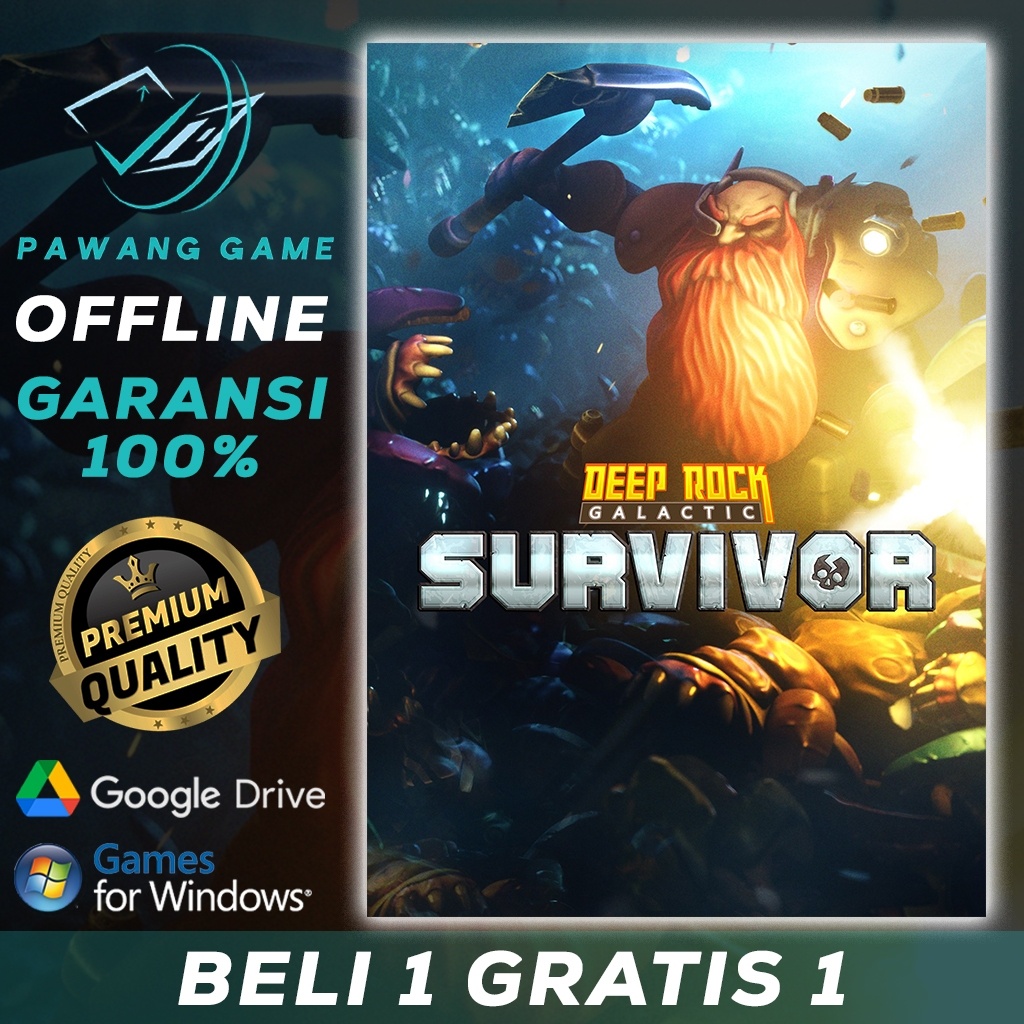 PAWANG GAME
OFFLINE
GARANSI
100%
PREMIUM QUALITY
PREMIUM
QUALITY
Google Drive
Games
for Windows®
DEEP ROCK
GALACTIC
SURVIVOR
BELI 1 GRATIS 1